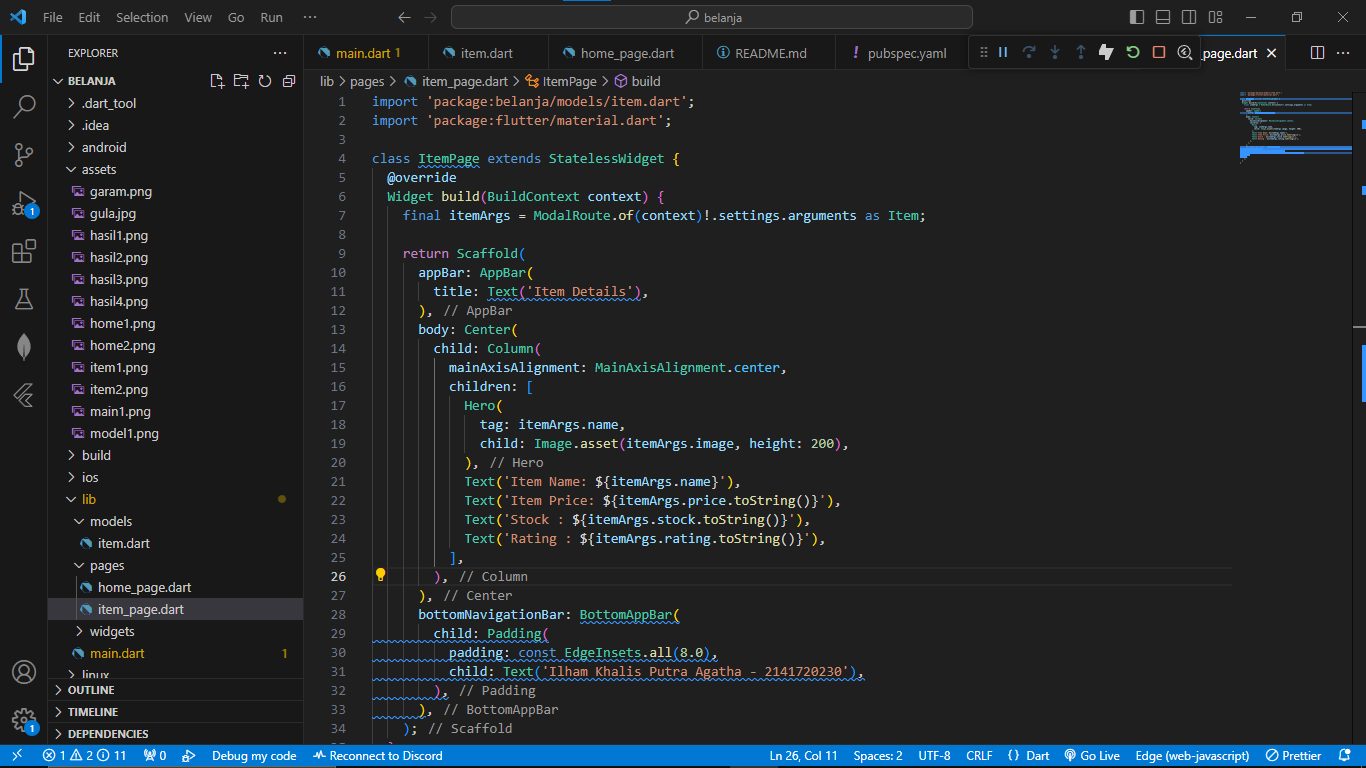 File Edit Selection View Go Run ··· belanja
EXPLORER ···
main.dart 1 item.dart home_page.dart README.md pubspec.yaml _page.dart
BELANJA
lib > pages > item_page.dart > ItemPage > build
.dart_tool
.idea
android
assets
garam.png
gula.jpg
hasil1.png
hasil2.png
hasil3.png
hasil4.png
home1.png
home2.png
item1.png
item2.png
main1.png
model1.png
build
ios
lib
models
item.dart
pages
home_page.dart
item_page.dart
widgets
main.dart 1
linux
OUTLINE
TIMELINE
DEPENDENCIES
1
1
1 import 'package:belanja/models/item.dart';
2 import 'package:flutter/material.dart';
3
4 class ItemPage extends StatelessWidget {
5 @override
6 Widget build(BuildContext context) {
7 final itemArgs = ModalRoute.of(context)!.settings.arguments as Item;
8
9 return Scaffold(
10 appBar: AppBar(
11 title: Text('Item Details'),
12 ), // AppBar
13 body: Center(
14 child: Column(
15 mainAxisAlignment: MainAxisAlignment.center,
16 children: [
17 Hero(
18 tag: itemArgs.name,
19 child: Image.asset(itemArgs.image, height: 200),
20 ), // Hero
21 Text('Item Name: ${itemArgs.name}'),
22 Text('Item Price: ${itemArgs.price.toString()}'),
23 Text('Stock : ${itemArgs.stock.toString()}'),
24 Text('Rating : ${itemArgs.rating.toString()}'),
25 ],
26 ), // Column
27 ), // Center
28 bottomNavigationBar: BottomAppBar(
29 child: Padding(
30 padding: const EdgeInsets.all(8.0),
31 child: Text('Ilham Khalis Putra Agatha - 2141720230'),
32 ), // Padding
33 ), // BottomAppBar
34 ); // Scaffold
1 2 11 0 Debug my code Reconnect to Discord Ln 26, Col 11 Spaces: 2 UTF-8 CRLF { } Dart Go Live Edge (web-javascript) Prettier